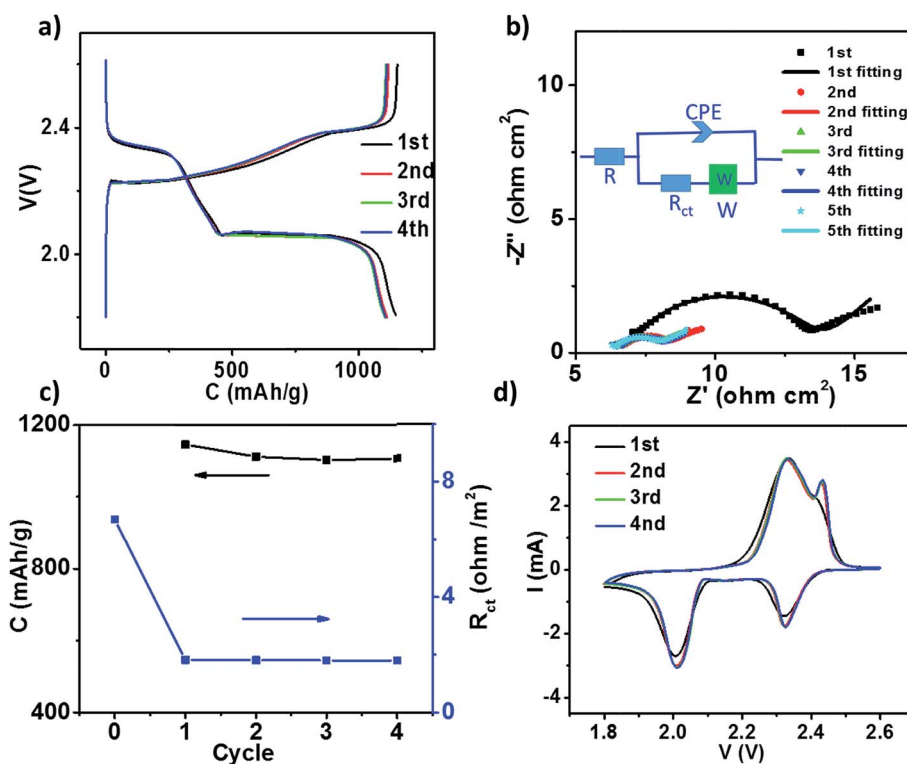 a)
V(V)
2.4
2.0
0
500
1000
C (mAh/g)
1st
2nd
3rd
4th
b)
-Z" (ohm cm²)
10
5
0
5
10
15
Z' (ohm cm²)
1st
1st fitting
2nd
2nd fitting
3rd
3rd fitting
4th
4th fitting
5th
5th fitting
CPE
R
Rct
W
W
c)
C (mAh/g)
1200
800
400
0
1
2
3
4
Cycle
8
4
0
Rct (ohm /m²)
d)
I (mA)
4
2
0
-2
-4
1.8
2.0
2.2
2.4
2.6
V (V)
1st
2nd
3rd
4nd